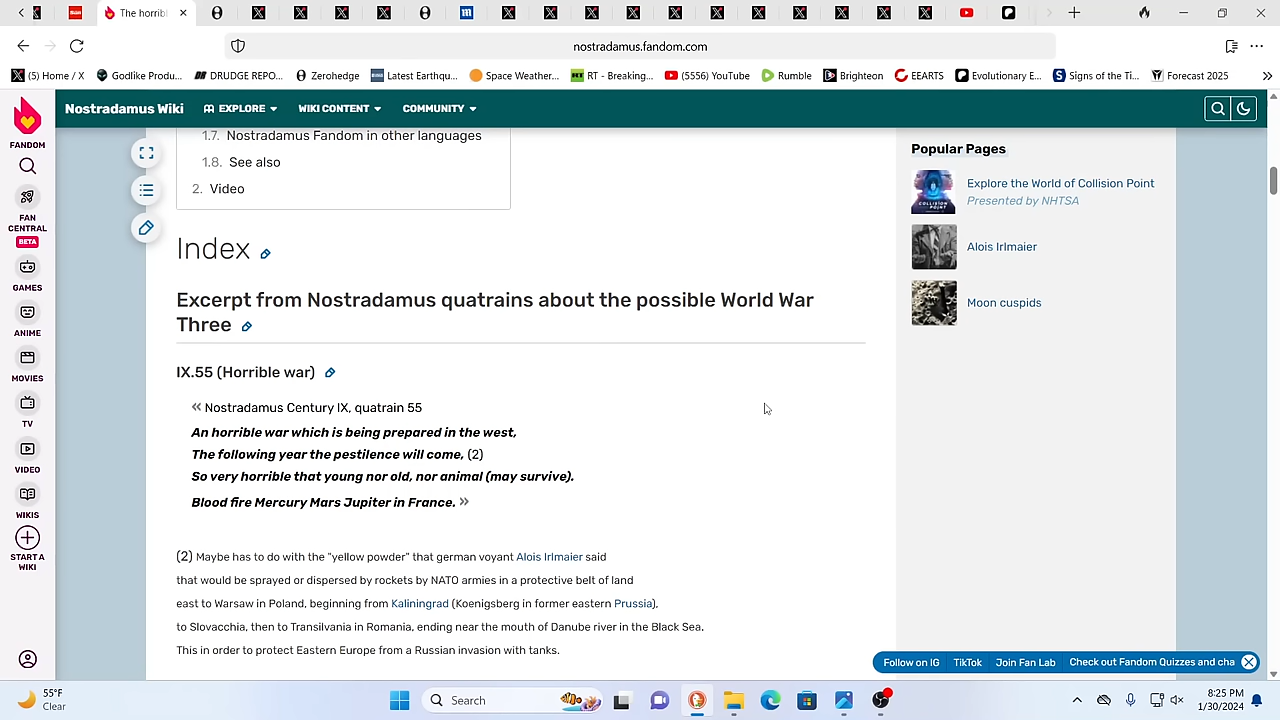 The horribl
nostradamus.fandom.com
(5) Home / X
Godlike Produ...
DRUDGE REPO...
Zerohedge
Latest Earthqu...
Space Weather...
RT - Breaking...
(5556) YouTube
Rumble
Brighteon
EEARTS
Evolutionary E...
Signs of the Ti...
Forecast 2025
FANDOM
FAN
CENTRAL
BETA
GAMES
ANIME
MOVIES
TV
VIDEO
WIKIS
START A
WIKI
Nostradamus Wiki
EXPLORE
WIKI CONTENT
COMMUNITY
1.7. Nostradamus Fandom in other languages
1.8. See also
2. Video
Index
Excerpt from Nostradamus quatrains about the possible World War
Three
IX.55 (Horrible war)
« Nostradamus Century IX, quatrain 55
An horrible war which is being prepared in the west,
The following year the pestilence will come, (2)
So very horrible that young nor old, nor animal (may survive).
Blood fire Mercury Mars Jupiter in France. »
(2) Maybe has to do with the "yellow powder" that german voyant Alois Irlmaier said
that would be sprayed or dispersed by rockets by NATO armies in a protective belt of land
east to Warsaw in Poland, beginning from Kaliningrad (Koenigsberg in former eastern Prussia),
to Slovacchia, then to Transilvania in Romania, ending near the mouth of Danube river in the Black Sea.
This in order to protect Eastern Europe from a Russian invasion with tanks.
Popular Pages
Explore the World of Collision Point
Presented by NHTSA
COLLISION
POINT
Alois Irlmaier
Moon cuspids
Follow on IG
TikTok
Join Fan Lab
Check out Fandom Quizzes and cha
55°F
Clear
Search
8:25 PM
1/30/2024